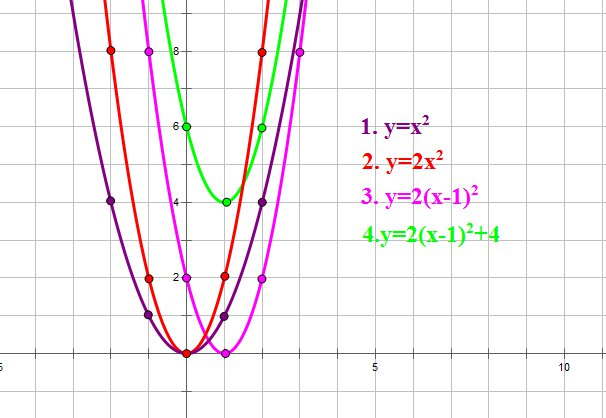 8
6
4
2
5
5
10
1. y=x²
2. y=2x²
3. y=2(x-1)²
4.y=2(x-1)²+4